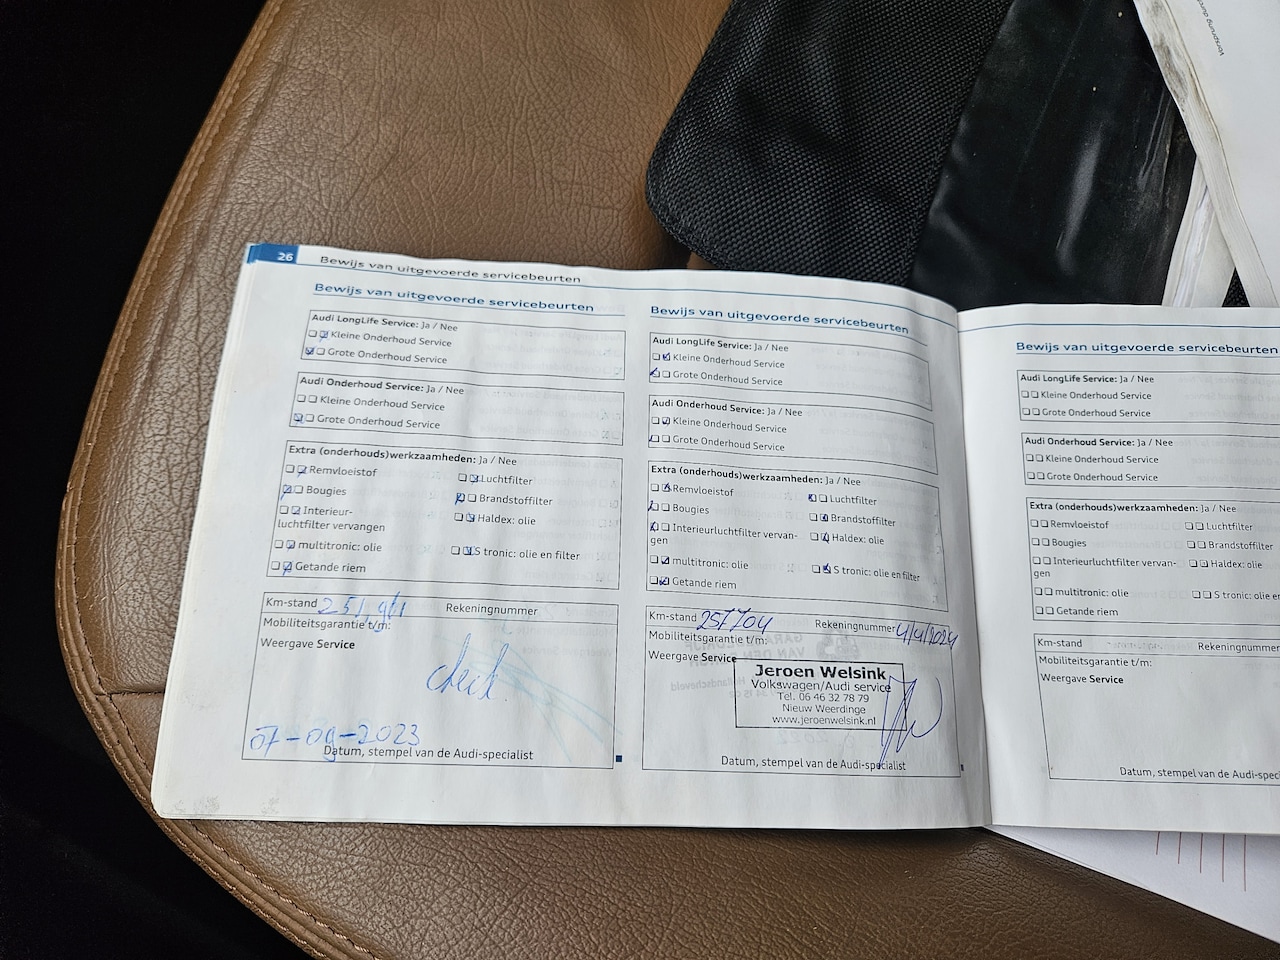 Vorsprung durch
26 Bewijs van uitgevoerde servicebeurten
Bewijs van uitgevoerde servicebeurten
Audi LongLife Service: Ja / Nee
Kleine Onderhoud Service
Grote Onderhoud Service
Audi Onderhoud Service: Ja / Nee
Kleine Onderhoud Service
Grote Onderhoud Service
Extra (onderhouds)werkzaamheden: Ja / Nee
Remvloeistof
Luchtfilter
Bougies
Brandstoffilter
Interieur-
luchtfilter vervangen
Haldex: olie
multitronic: olie
S tronic: olie en filter
Getande riem
Km-stand
Rekeningnummer
Mobiliteitsgarantie t/m:
Weergave Service
check
07-09-2023
Datum, stempel van de Audi-specialist
Bewijs van uitgevoerde servicebeurten
Audi LongLife Service: Ja / Nee
Kleine Onderhoud Service
Grote Onderhoud Service
Audi Onderhoud Service: Ja / Nee
Kleine Onderhoud Service
Grote Onderhoud Service
Extra (onderhouds)werkzaamheden: Ja / Nee
Remvloeistof
Luchtfilter
Bougies
Brandstoffilter
Interieurluchtfilter vervan-
gen
Haldex: olie
multitronic: olie
S tronic: olie en filter
Getande riem
Km-stand 257704
Rekeningnummer 4/4/2024
Mobiliteitsgarantie t/m:
Weergave Service
Jeroen Welsink
Volkswagen/Audi service
Tel. 06 46 32 78 79
Nieuw Weerdinge
www.jeroenwelsink.nl
Datum, stempel van de Audi-specialist
Bewijs van uitgevoerde servicebeurten
Audi LongLife Service: Ja / Nee
Kleine Onderhoud Service
Grote Onderhoud Service
Audi Onderhoud Service: Ja / Nee
Kleine Onderhoud Service
Grote Onderhoud Service
Extra (onderhouds)werkzaamheden: Ja / Nee
Remvloeistof
Luchtfilter
Bougies
Brandstoffilter
Interieurluchtfilter vervan-
gen
Haldex: olie
multitronic: olie
S tronic: olie en
Getande riem
Km-stand
Rekeningnummer
Mobiliteitsgarantie t/m:
Weergave Service
Datum, stempel van de Audi-speci